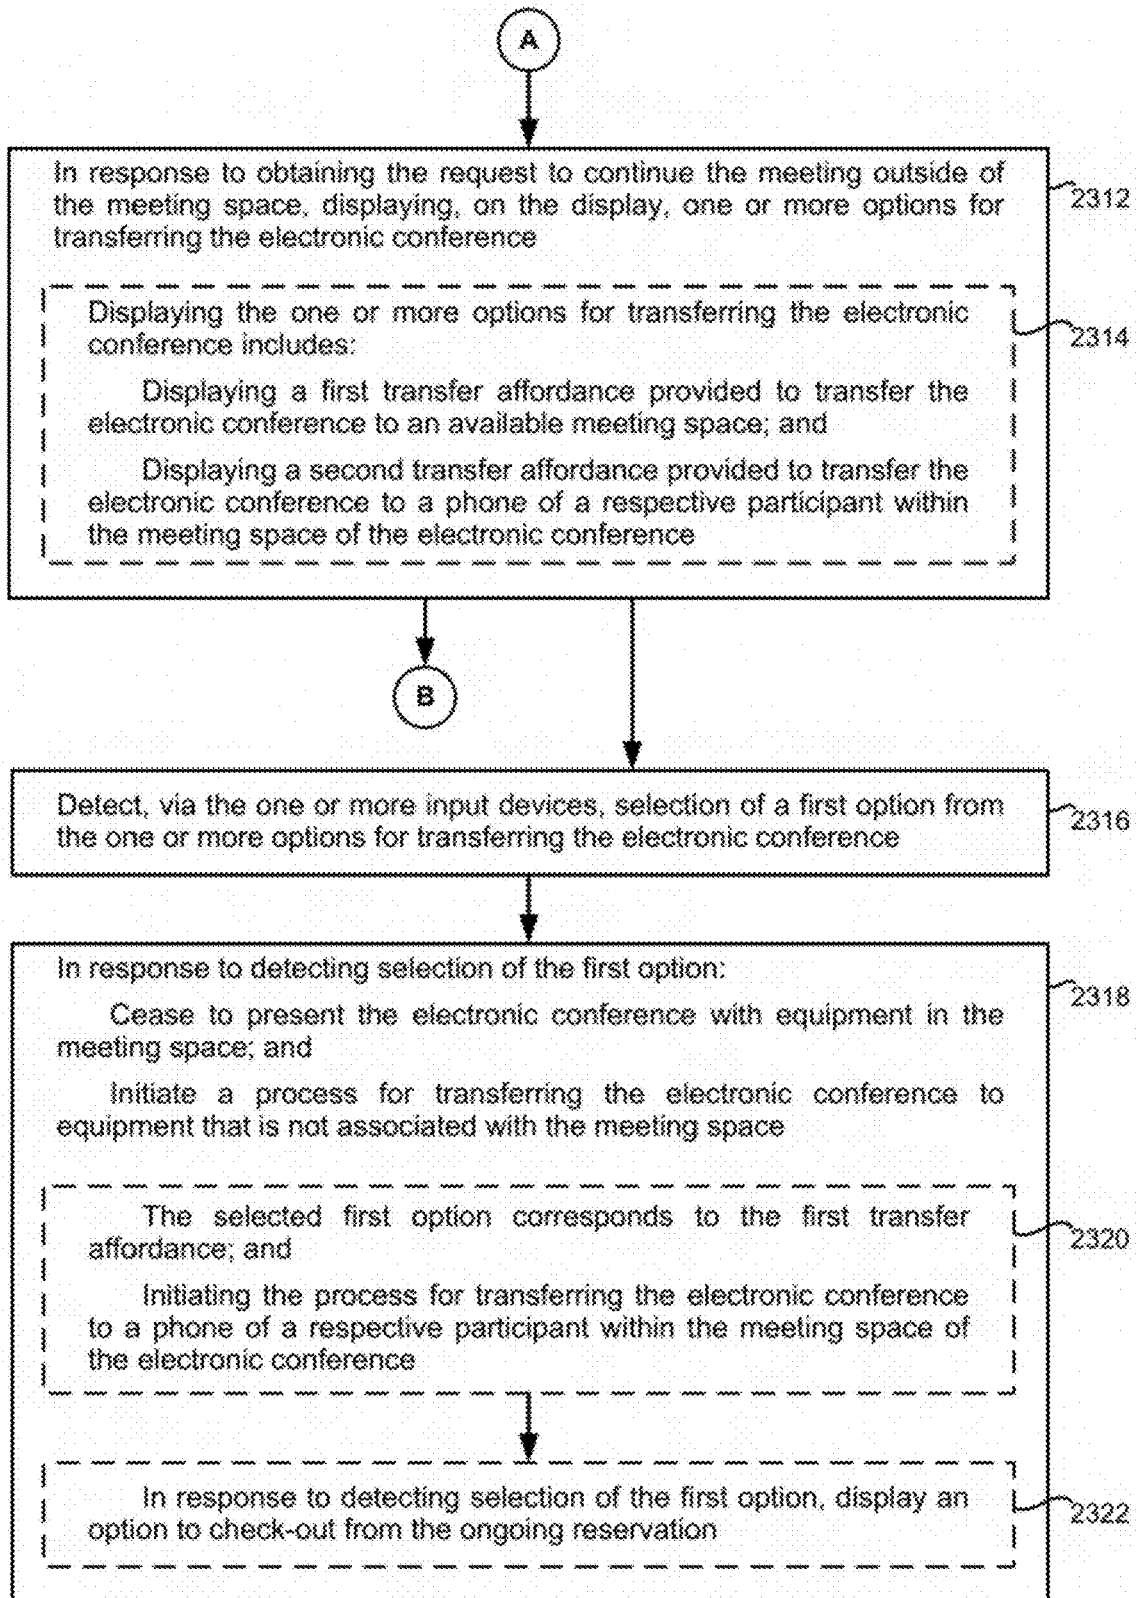 A
In response to obtaining the request to continue the meeting outside of
the meeting space, displaying, on the display, one or more options for
transferring the electronic conference
2312
Displaying the one or more options for transferring the electronic
conference includes:
2314
Displaying a first transfer affordance provided to transfer the
electronic conference to an available meeting space; and
Displaying a second transfer affordance provided to transfer the
electronic conference to a phone of a respective participant within
the meeting space of the electronic conference
B
Detect, via the one or more input devices, selection of a first option from
the one or more options for transferring the electronic conference
2316
In response to detecting selection of the first option:
2318
Cease to present the electronic conference with equipment in the
meeting space; and
Initiate a process for transferring the electronic conference to
equipment that is not associated with the meeting space
The selected first option corresponds to the first transfer
affordance; and
2320
Initiating the process for transferring the electronic conference
to a phone of a respective participant within the meeting space of
the electronic conference
In response to detecting selection of the first option, display an
option to check-out from the ongoing reservation
2322